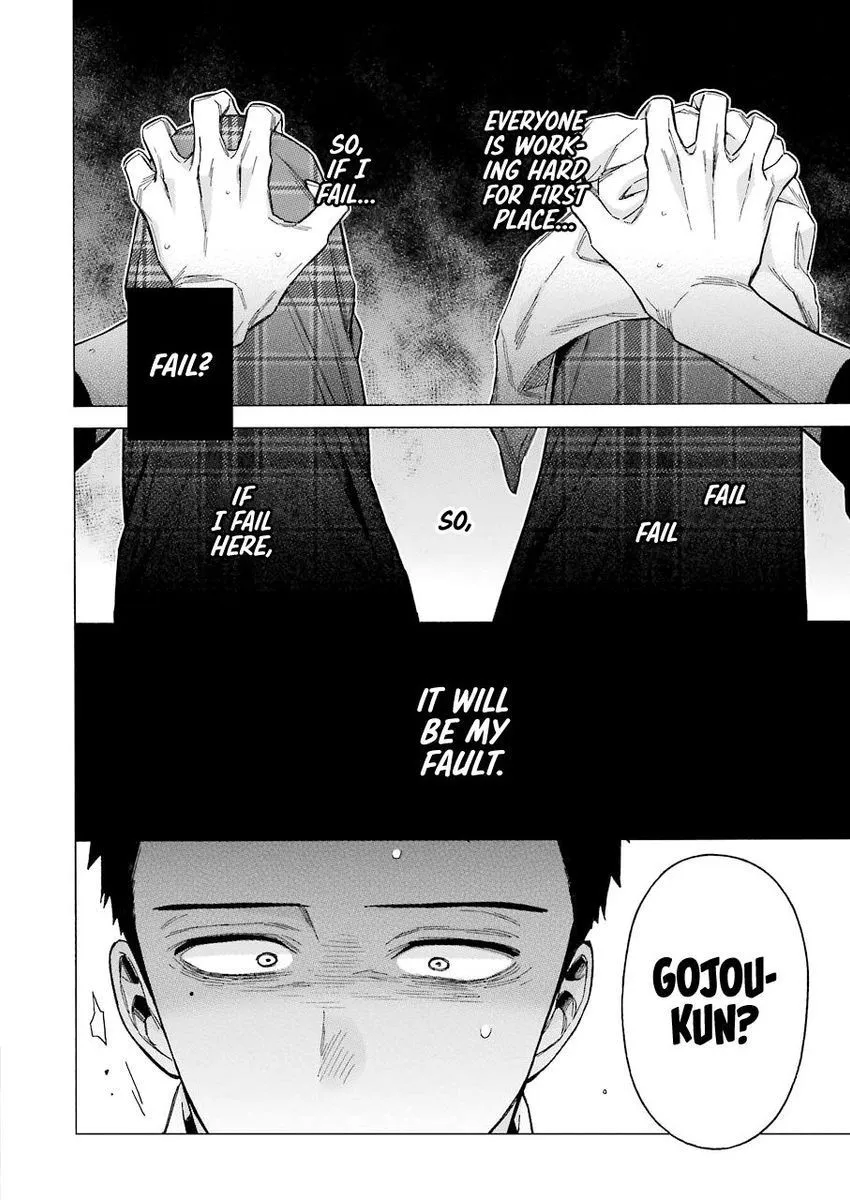 EVERYONE
IS WORK-
ING HARD
FOR FIRST
PLACE...
SO,
IF I
FAIL...
FAIL?
FAIL
FAIL
SO,
IF
I FAIL
HERE,
IT WILL
BE MY
FAULT.
GOJOU-
KUN?